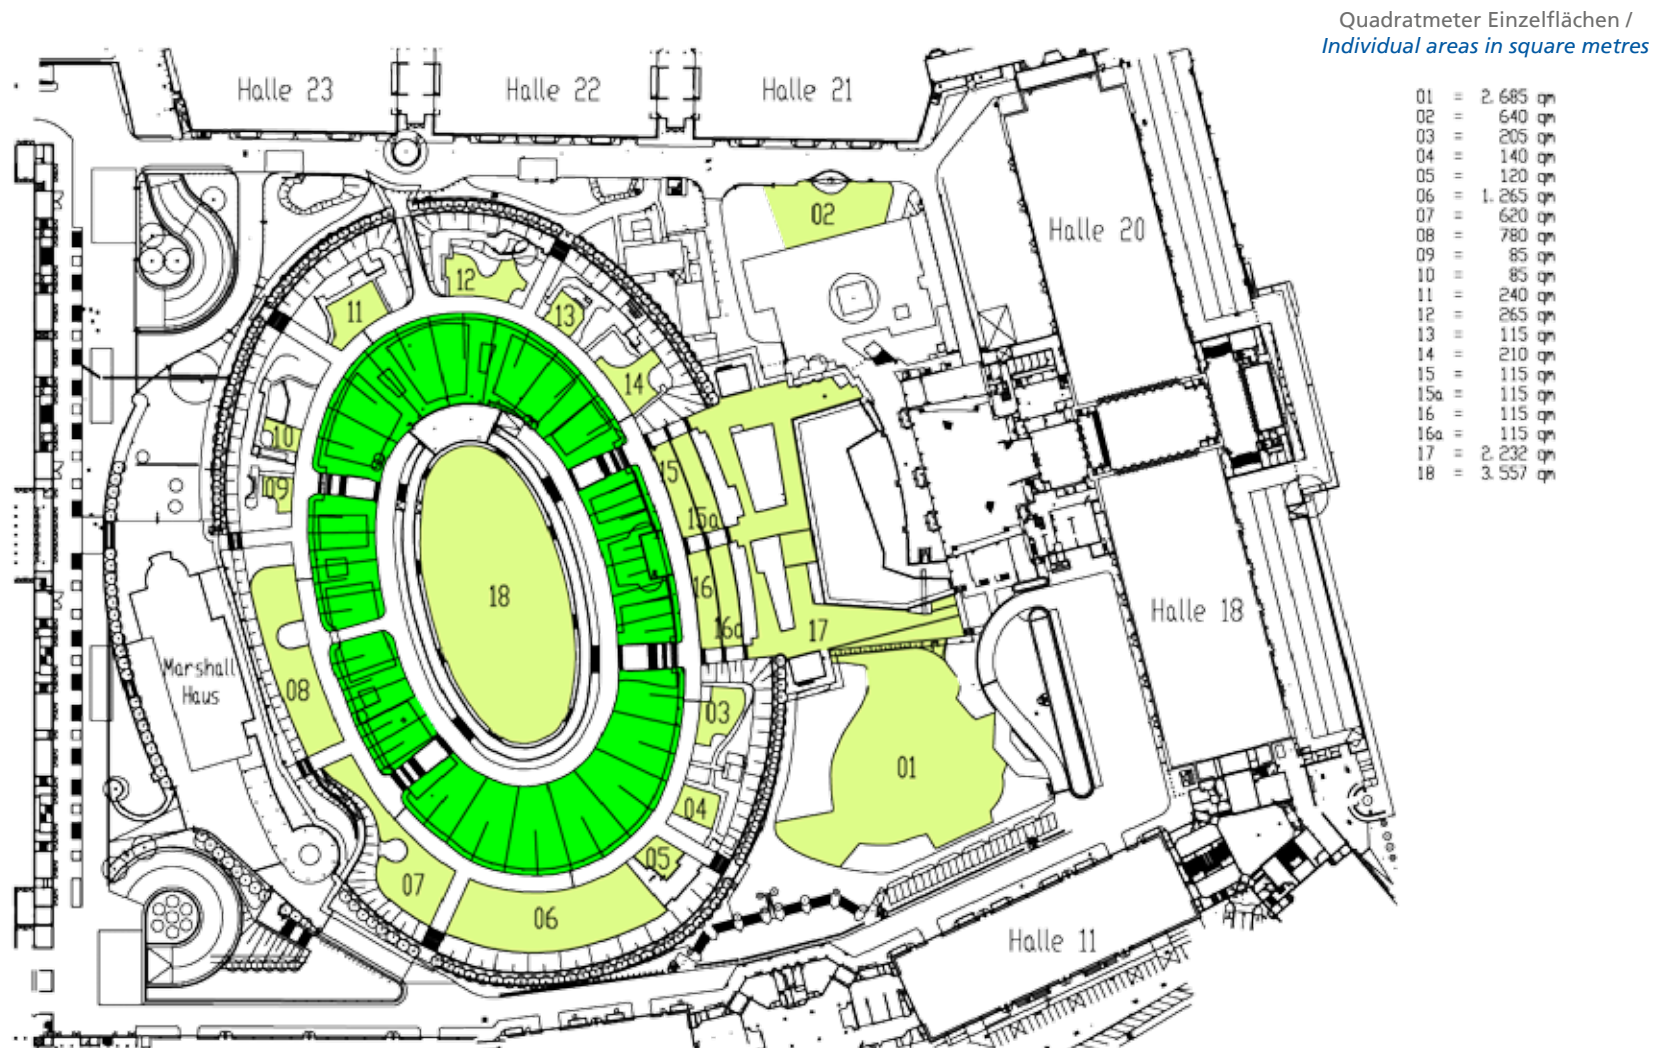 Quadratmeter Einzelflächen /
Individual areas in square metres
01 = 2.685 qm
02 = 640 qm
03 = 205 qm
04 = 140 qm
05 = 120 qm
06 = 1.265 qm
07 = 620 qm
08 = 780 qm
09 = 85 qm
10 = 85 qm
11 = 240 qm
12 = 265 qm
13 = 115 qm
14 = 210 qm
15 = 115 qm
15a = 115 qm
16 = 115 qm
16a = 115 qm
17 = 2.232 qm
18 = 3.557 qm
Halle 23
Halle 22
Halle 21
02
Halle 20
12
11
13
14
10
15
09
15a
16
18
Halle 18
16a
17
Marshall
Haus
08
03
01
04
05
07
06
Halle 11